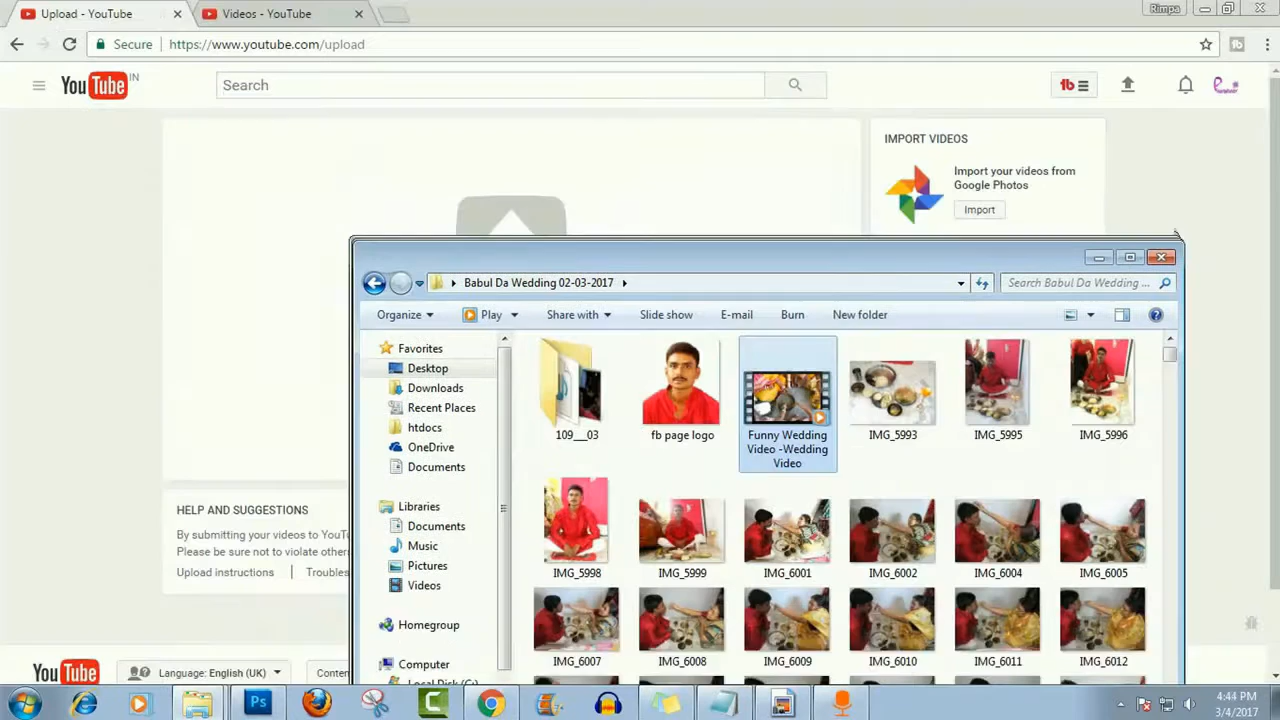 Upload - YouTube
Videos - YouTube
Rimpa
Secure
https://www.youtube.com/upload
YouTube IN
Search
tb
IMPORT VIDEOS
Import your videos from
Google Photos
Import
Babul Da Wedding 02-03-2017
Search Babul Da Wedding ...
Organize
Play
Share with
Slide show
E-mail
Burn
New folder
Favorites
Desktop
Downloads
Recent Places
htdocs
OneDrive
Documents
Libraries
Documents
Music
Pictures
Videos
Homegroup
Computer
109___03
fb page logo
Funny Wedding
Video -Wedding
Video
IMG_5993
IMG_5995
IMG_5996
IMG_5998
IMG_5999
IMG_6001
IMG_6002
IMG_6004
IMG_6005
IMG_6007
IMG_6008
IMG_6009
IMG_6010
IMG_6011
IMG_6012
HELP AND SUGGESTIONS
By submitting your videos to YouT
Please be sure not to violate other
Upload instructions
Troubles
YouTube
Language: English (UK)
Conten
Ps
4:44 PM
3/4/2017